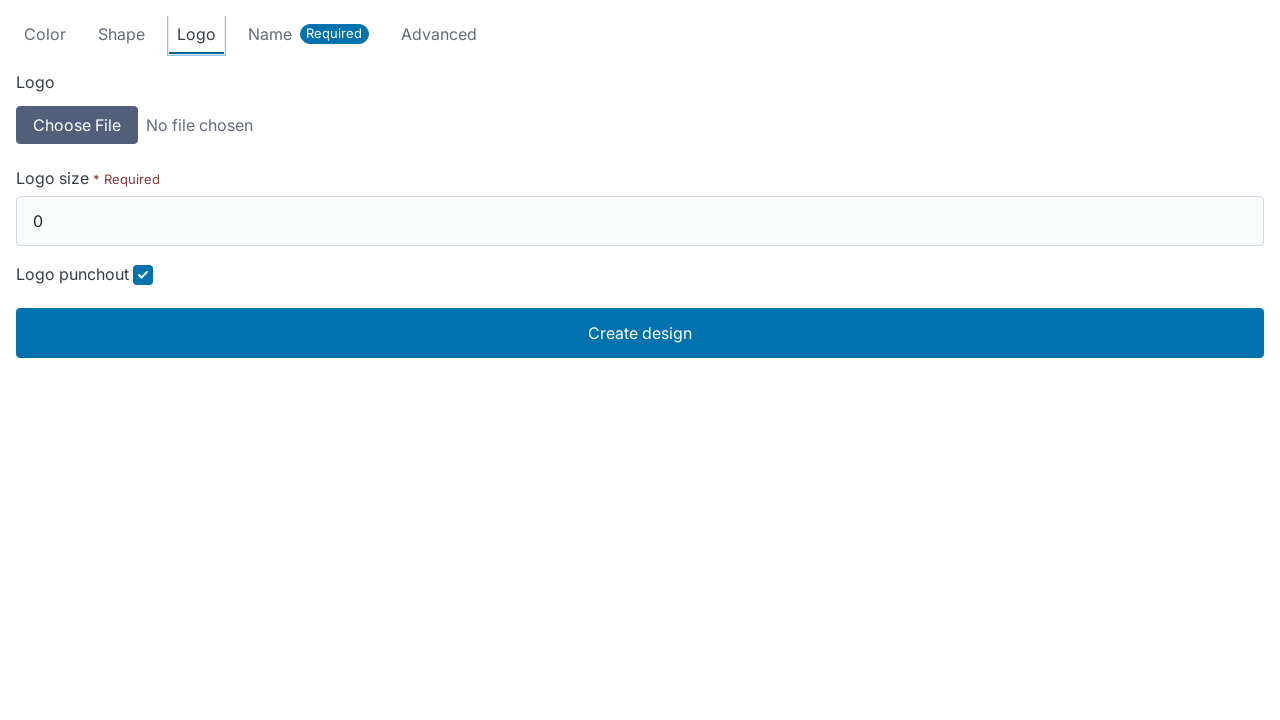 Color Shape Logo Name Required Advanced
Logo
Choose File No file chosen
Logo size * Required
0
Logo punchout
Create design